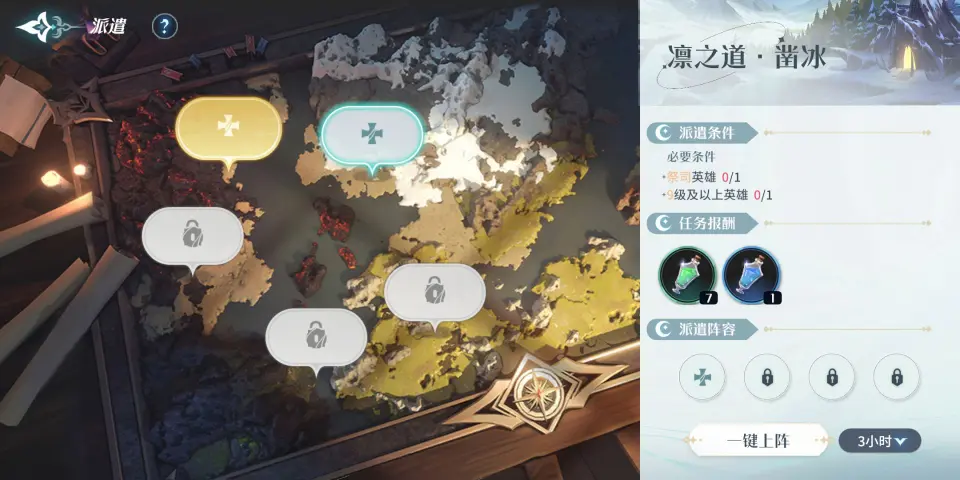 派遣
?
凛之道·凿冰
派遣条件
必要条件
祭司英雄 0/1
9级及以上英雄 0/1
任务报酬
7
1
派遣阵容
一键上阵
3小时